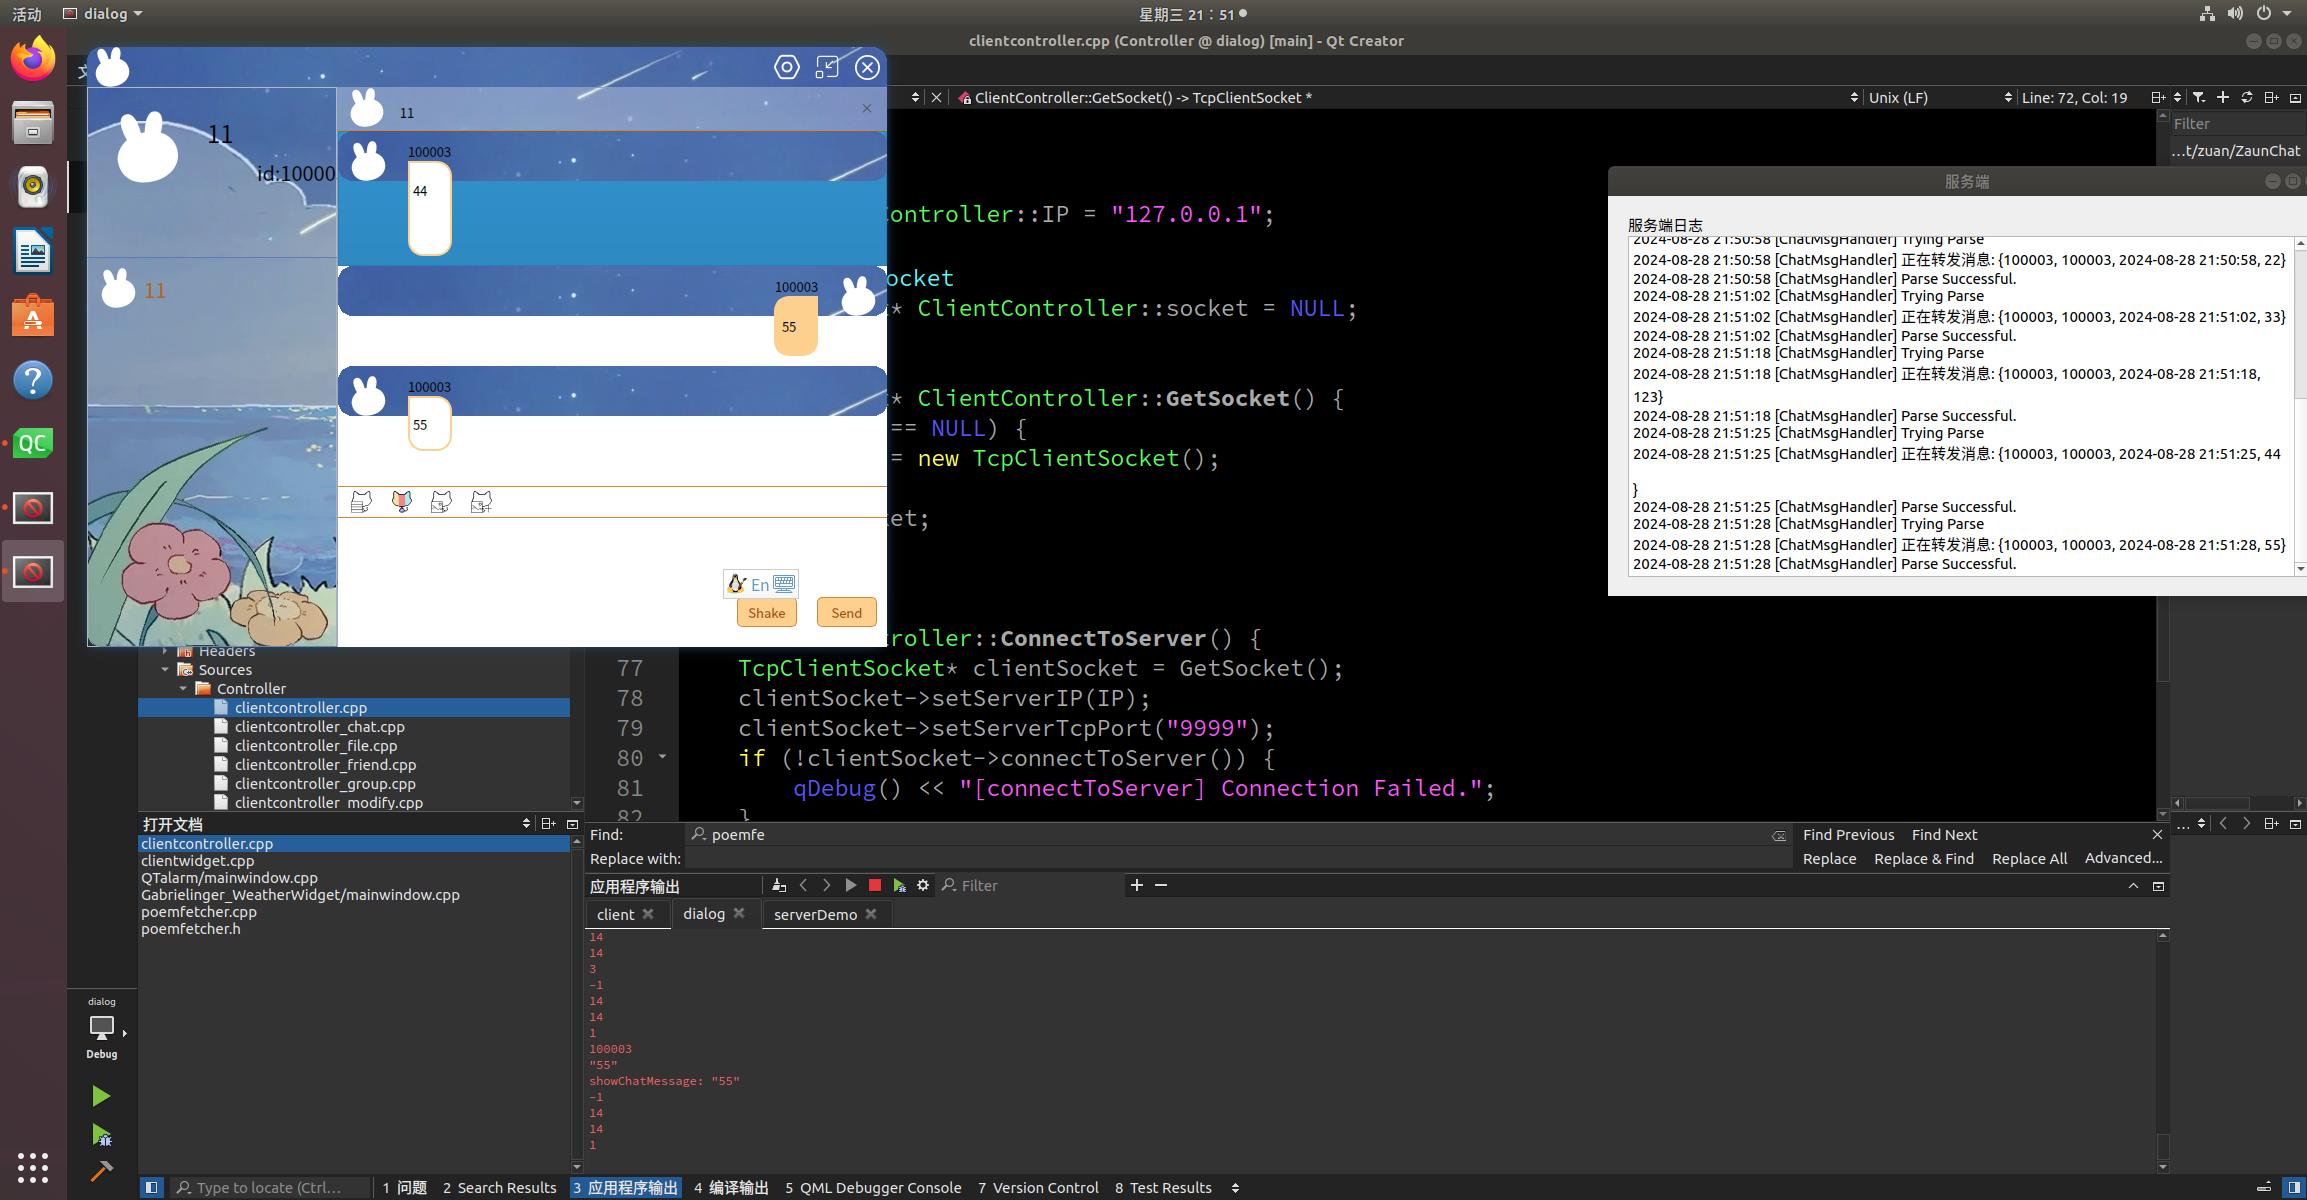 活动
dialog
星期三 21：51
clientcontroller.cpp (Controller @ dialog) [main] - Qt Creator
ClientController::GetSocket() -> TcpClientSocket *
Unix (LF)
Line: 72, Col: 19
Filter
...t/zuan/ZaunChat
11
id:10000
11
11
100003
44
100003
55
100003
55
En
Shake
Send
ontroller::IP = "127.0.0.1";
ocket
* ClientController::socket = NULL;
* ClientController::GetSocket() {
== NULL) {
= new TcpClientSocket();
et;
roller::ConnectToServer() {
77 TcpClientSocket* clientSocket = GetSocket();
78 clientSocket->setServerIP(IP);
79 clientSocket->setServerTcpPort("9999");
80 if (!clientSocket->connectToServer()) {
81 qDebug() << "[connectToServer] Connection Failed.";
82 }
服务端
服务端日志
2024-08-28 21:50:58 [ChatMsgHandler] Trying Parse
2024-08-28 21:50:58 [ChatMsgHandler] 正在转发消息: {100003, 100003, 2024-08-28 21:50:58, 22}
2024-08-28 21:50:58 [ChatMsgHandler] Parse Successful.
2024-08-28 21:51:02 [ChatMsgHandler] Trying Parse
2024-08-28 21:51:02 [ChatMsgHandler] 正在转发消息: {100003, 100003, 2024-08-28 21:51:02, 33}
2024-08-28 21:51:02 [ChatMsgHandler] Parse Successful.
2024-08-28 21:51:18 [ChatMsgHandler] Trying Parse
2024-08-28 21:51:18 [ChatMsgHandler] 正在转发消息: {100003, 100003, 2024-08-28 21:51:18,
123}
2024-08-28 21:51:18 [ChatMsgHandler] Parse Successful.
2024-08-28 21:51:25 [ChatMsgHandler] Trying Parse
2024-08-28 21:51:25 [ChatMsgHandler] 正在转发消息: {100003, 100003, 2024-08-28 21:51:25, 44
}
2024-08-28 21:51:25 [ChatMsgHandler] Parse Successful.
2024-08-28 21:51:28 [ChatMsgHandler] Trying Parse
2024-08-28 21:51:28 [ChatMsgHandler] 正在转发消息: {100003, 100003, 2024-08-28 21:51:28, 55}
2024-08-28 21:51:28 [ChatMsgHandler] Parse Successful.
QC
Headers
Sources
Controller
clientcontroller.cpp
clientcontroller_chat.cpp
clientcontroller_file.cpp
clientcontroller_friend.cpp
clientcontroller_group.cpp
clientcontroller_modify.cpp
打开文档
clientcontroller.cpp
clientwidget.cpp
QTalarm/mainwindow.cpp
Gabrielinger_WeatherWidget/mainwindow.cpp
poemfetcher.cpp
poemfetcher.h
Find: poemfe
Find Previous Find Next
Replace with:
Replace Replace & Find Replace All Advanced...
应用程序输出
Filter
client
dialog
serverDemo
14
14
3
-1
14
14
1
100003
"55"
showChatMessage: "55"
-1
14
14
1
dialog
Debug
Type to locate (Ctrl...
1 问题
2 Search Results
3 应用程序输出
4 编译输出
5 QML Debugger Console
7 Version Control
8 Test Results